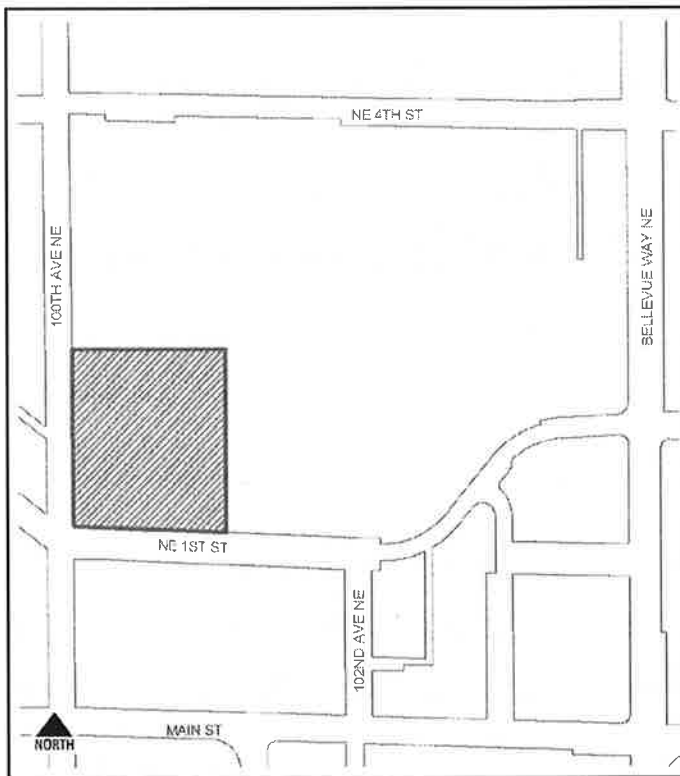 NE 4TH ST
100TH AVE NE
BELLEVUE WAY NE
NE 1ST ST
102ND AVE NE
MAIN ST
NORTH